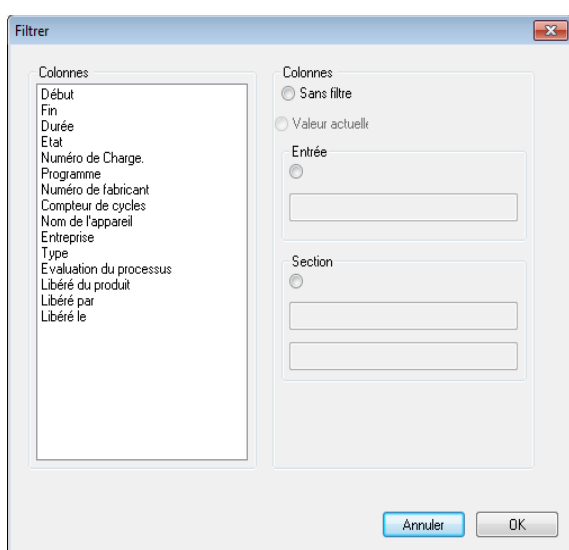 Filtrer
Colonnes
Début
Fin
Durée
Etat
Numéro de Charge.
Programme
Numéro de fabricant
Compteur de cycles
Nom de l'appareil
Entreprise
Type
Evaluation du processus
Libéré du produit
Libéré par
Libéré le
Colonnes
Sans filtre
Valeur actuelle
Entrée
Section
Annuler
OK